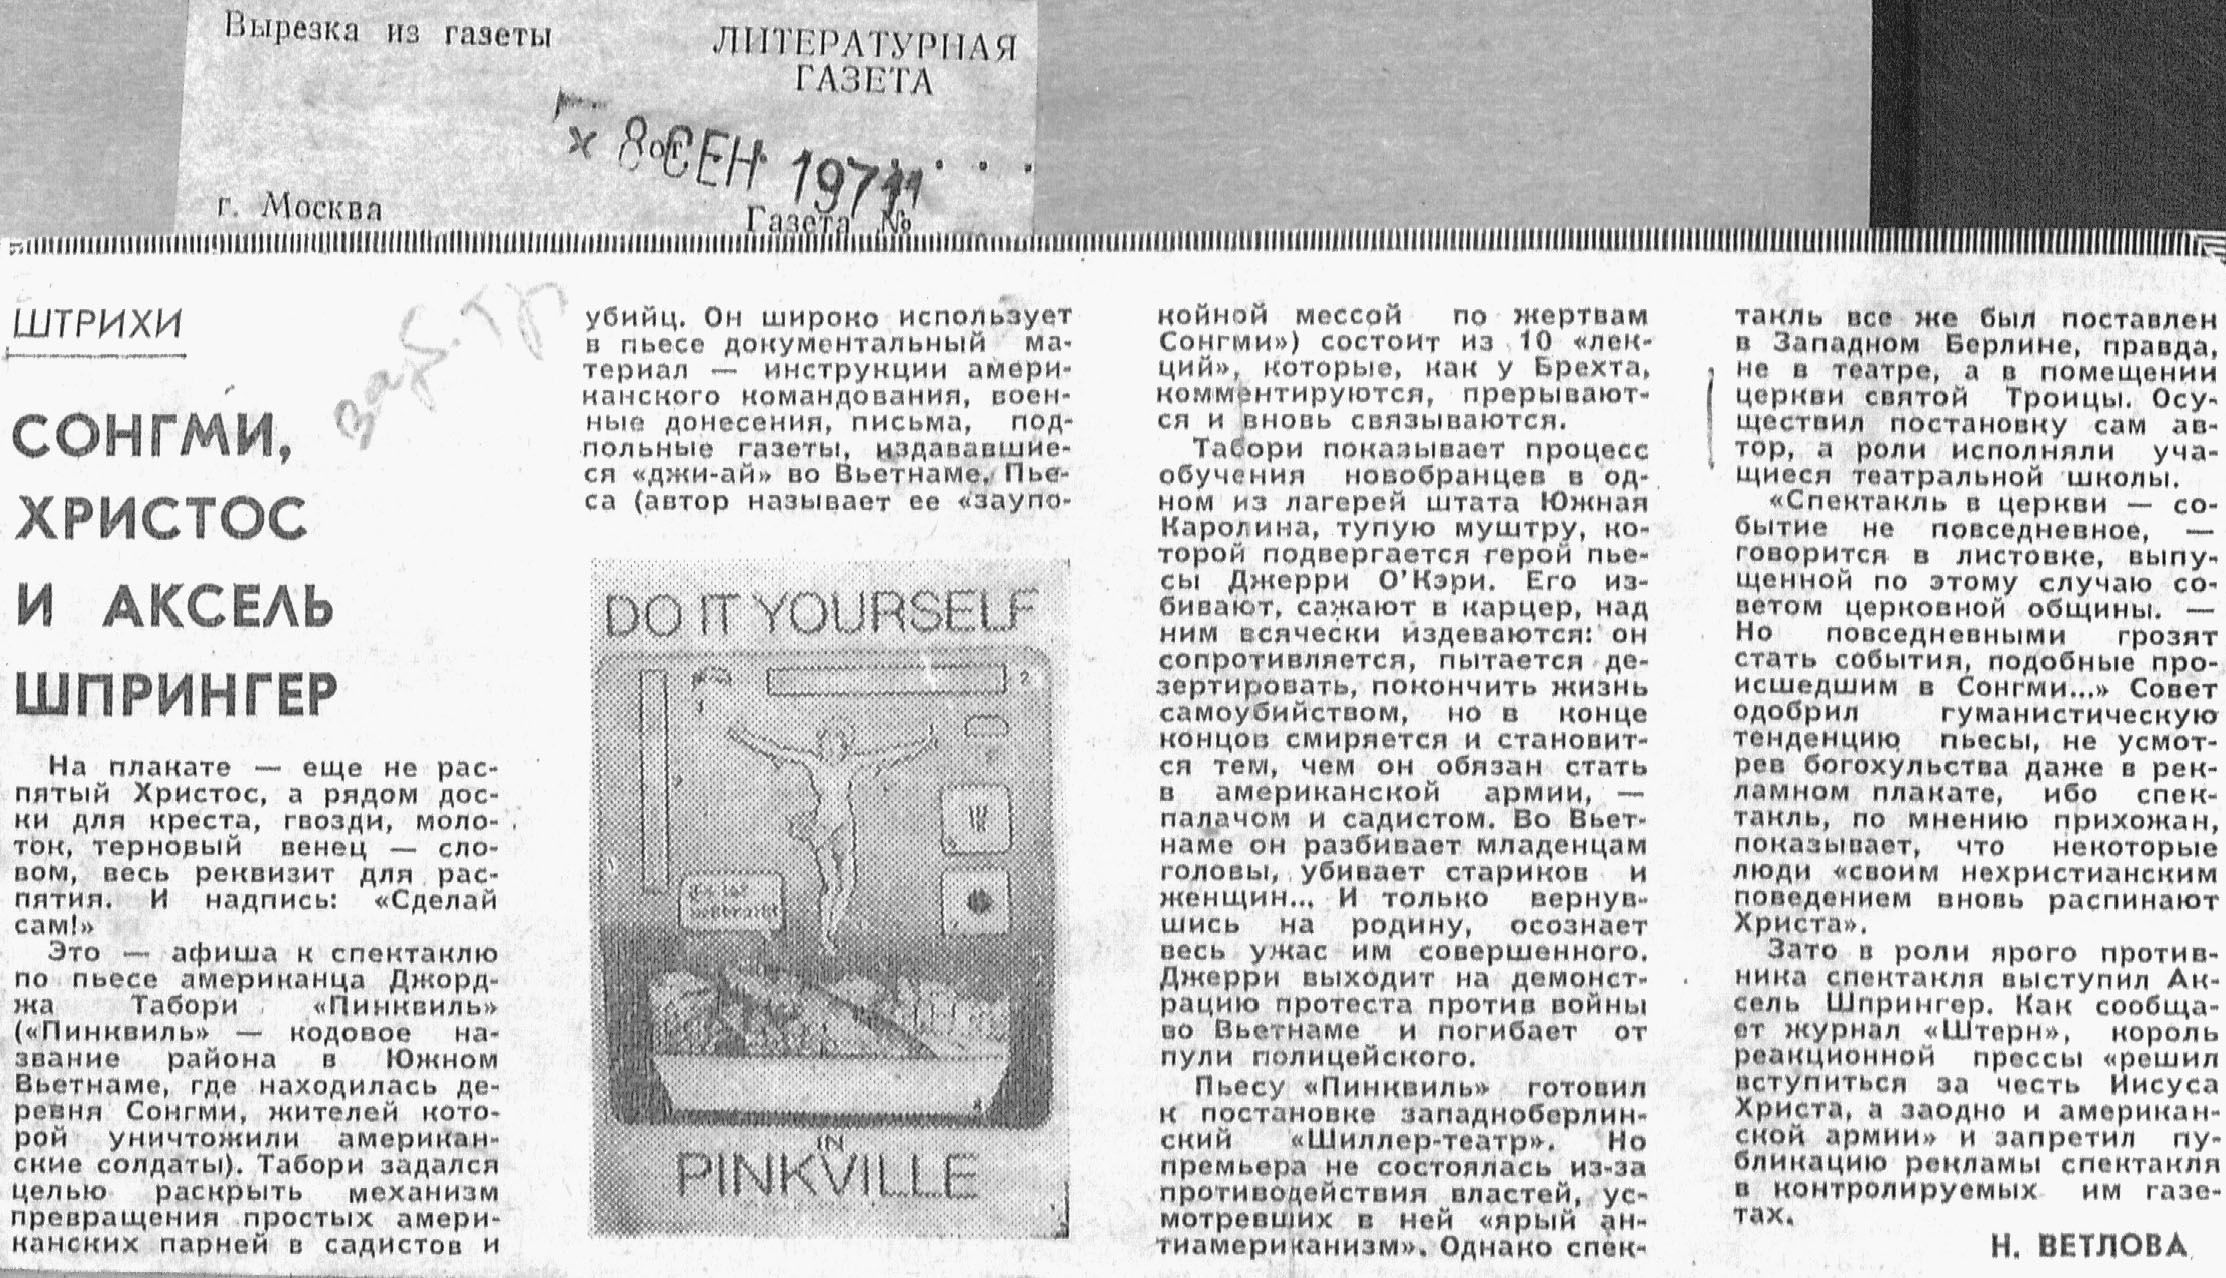 Вырезка из газеты
ЛИТЕРАТУРНАЯ
ГАЗЕТА
8 СЕН 1971
г. Москва
Газета №
ШТРИХИ
СОНГМИ,
ХРИСТОС
И АКСЕЛЬ
ШПРИНГЕР
На плакате — еще не рас-
пятый Христос, а рядом дос-
ки для креста, гвозди, моло-
ток, терновый венец — сло-
вом, весь реквизит для рас-
пятия. И надпись: «Сделай
сам!»
Это — афиша к спектаклю
по пьесе американца Джорд-
жа Табори «Пинквиль»
(«Пинквиль» — кодовое на-
звание района в Южном
Вьетнаме, где находилась де-
ревня Сонгми, жителей кото-
рой уничтожили американ-
ские солдаты). Табори задался
целью раскрыть механизм
превращения простых амери-
канских парней в садистов и
убийц. Он широко использует
в пьесе документальный ма-
териал — инструкции амери-
канского командования, воен-
ные донесения, письма, под-
польные газеты, издававшие-
ся «джи-ай» во Вьетнаме. Пье-
са (автор называет ее «заупо-
DO IT YOURSELF
2
IN
PINKVILLE
койной мессой по жертвам
Сонгми») состоит из 10 «лек-
ций», которые, как у Брехта,
комментируются, прерывают-
ся и вновь связываются.
Табори показывает процесс
обучения новобранцев в од-
ном из лагерей штата Южная
Каролина, тупую муштру, ко-
торой подвергается герой пье-
сы Джерри О'Кэри. Его из-
бивают, сажают в карцер, над
ним всячески издеваются: он
сопротивляется, пытается де-
зертировать, покончить жизнь
самоубийством, но в конце
концов смиряется и становит-
ся тем, чем он обязан стать
в американской армии, —
палачом и садистом. Во Вьет-
наме он разбивает младенцам
головы, убивает стариков и
женщин... И только вернув-
шись на родину, осознает
весь ужас им совершенного.
Джерри выходит на демонст-
рацию протеста против войны
во Вьетнаме и погибает от
пули полицейского.
Пьесу «Пинквиль» готовил
к постановке западноберлин-
ский «Шиллер-театр». Но
премьера не состоялась из-за
противодействия властей, ус-
мотревших в ней «ярый ан-
тиамериканизм». Однако спек-
такль все же был поставлен
в Западном Берлине, правда,
не в театре, а в помещении
церкви святой Троицы. Осу-
ществил постановку сам ав-
тор, а роли исполняли уча-
щиеся театральной школы.
«Спектакль в церкви — со-
бытие не повседневное, —
говорится в листовке, выпу-
щенной по этому случаю со-
ветом церковной общины. —
Но повседневными грозят
стать события, подобные про-
исшедшим в Сонгми...» Совет
одобрил гуманистическую
тенденцию пьесы, не усмот-
рев богохульства даже в рек-
ламном плакате, ибо спек-
такль, по мнению прихожан,
показывает, что некоторые
люди «своим нехристианским
поведением вновь распинают
Христа».
Зато в роли ярого против-
ника спектакля выступил Ак-
сель Шпрингер. Как сообща-
ет журнал «Штерн», король
реакционной прессы «решил
вступиться за честь Иисуса
Христа, а заодно и американ-
ской армии» и запретил пу-
бликацию рекламы спектакля
в контролируемых им газе-
тах.
Н. ВЕТЛОВА